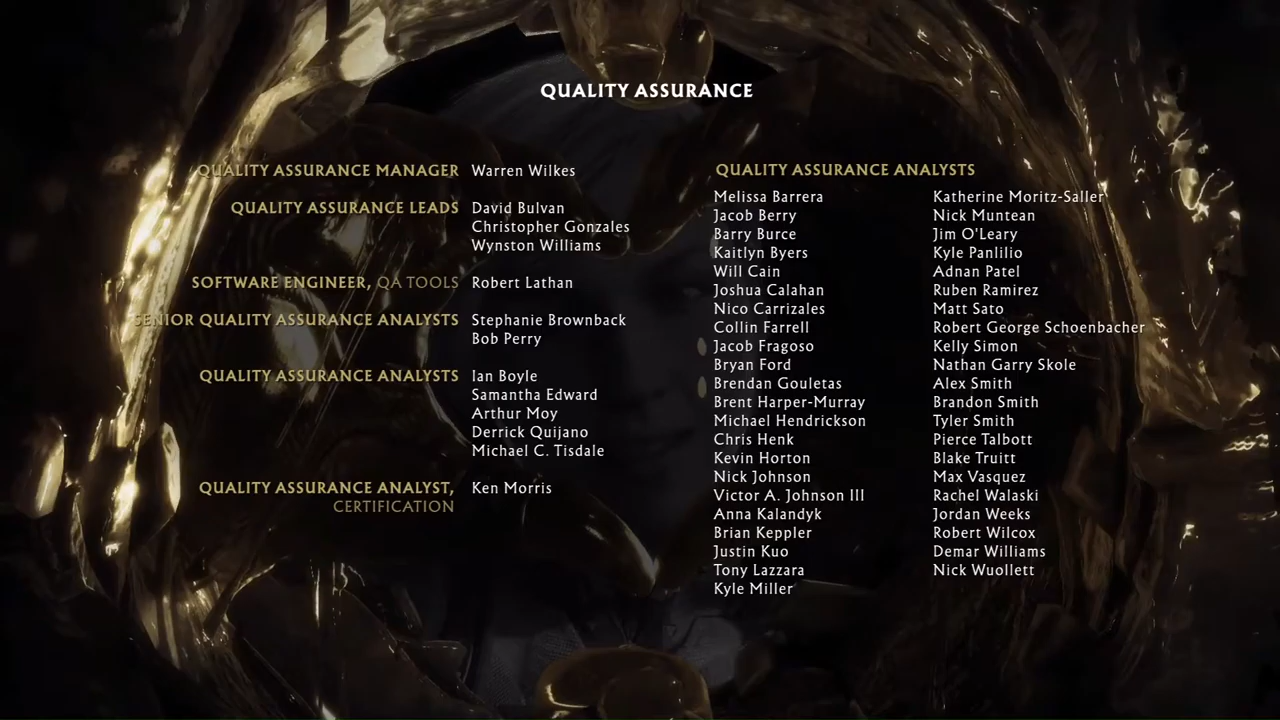 QUALITY ASSURANCE
QUALITY ASSURANCE MANAGER Warren Wilkes
QUALITY ASSURANCE LEADS David Bulvan
Christopher Gonzales
Wynston Williams
SOFTWARE ENGINEER, QA TOOLS Robert Lathan
SENIOR QUALITY ASSURANCE ANALYSTS Stephanie Brownback
Bob Perry
QUALITY ASSURANCE ANALYSTS Ian Boyle
Samantha Edward
Arthur Moy
Derrick Quijano
Michael C. Tisdale
QUALITY ASSURANCE ANALYST, Ken Morris
CERTIFICATION
QUALITY ASSURANCE ANALYSTS
Melissa Barrera
Jacob Berry
Barry Burce
Kaitlyn Byers
Will Cain
Joshua Calahan
Nico Carrizales
Collin Farrell
Jacob Fragoso
Bryan Ford
Brendan Gouletas
Brent Harper-Murray
Michael Hendrickson
Chris Henk
Kevin Horton
Nick Johnson
Victor A. Johnson III
Anna Kalandyk
Brian Keppler
Justin Kuo
Tony Lazzara
Kyle Miller
Katherine Moritz-Saller
Nick Muntean
Jim O'Leary
Kyle Panlilio
Adnan Patel
Ruben Ramirez
Matt Sato
Robert George Schoenbacher
Kelly Simon
Nathan Garry Skole
Alex Smith
Brandon Smith
Tyler Smith
Pierce Talbott
Blake Truitt
Max Vasquez
Rachel Walaski
Jordan Weeks
Robert Wilcox
Demar Williams
Nick Wuollett